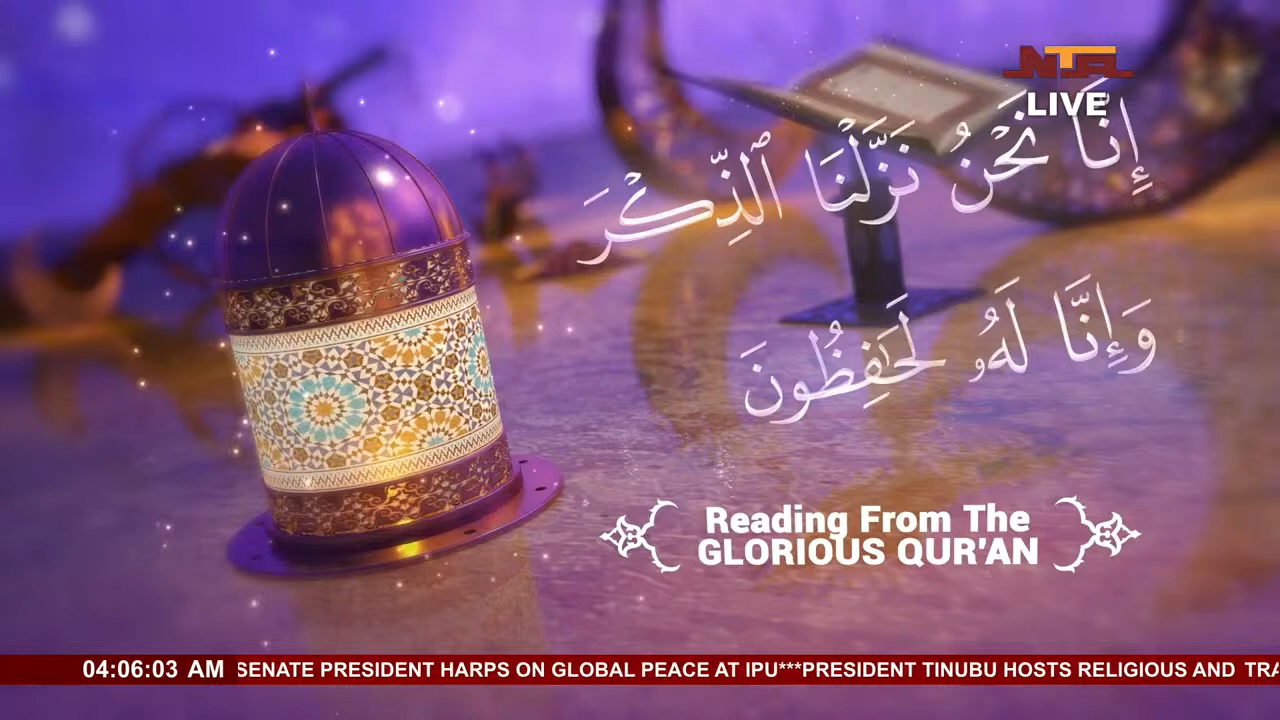 NTA
LIVE
إِنَّا نَحْنُ نَزَّلْنَا ٱلذِّكْرَ
وَإِنَّا لَهُۥ لَحَـٰفِظُونَ
Reading From The
GLORIOUS QUR'AN
04:06:03 AM SENATE PRESIDENT HARPS ON GLOBAL PEACE AT IPU***PRESIDENT TINUBU HOSTS RELIGIOUS AND